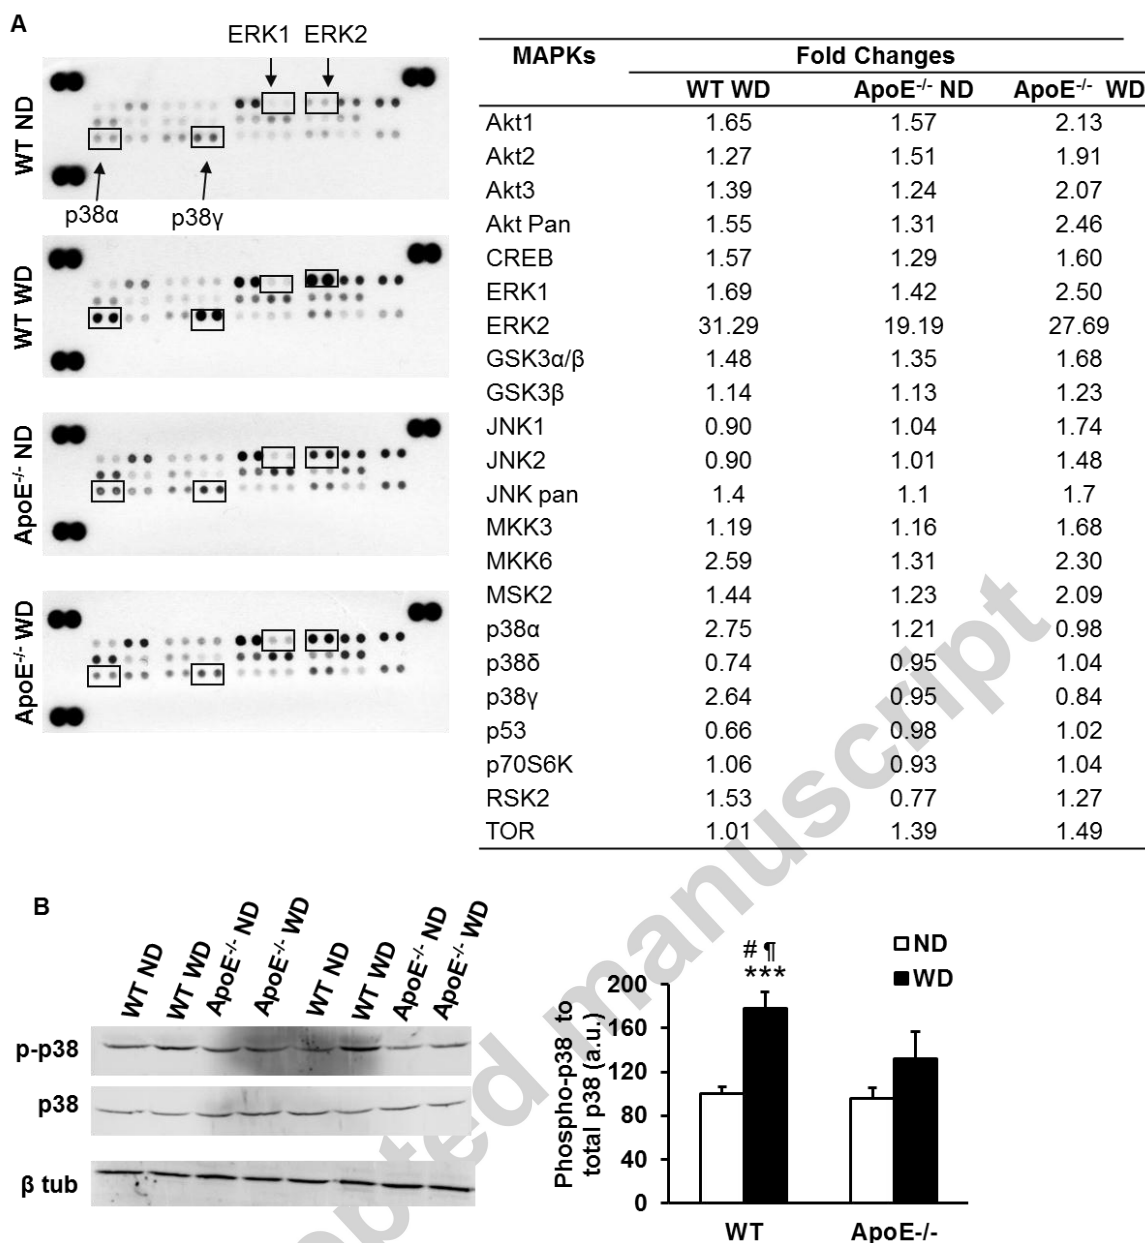 A
ERK1 ERK2
WT ND
p38α p38γ
WT WD
ApoE-/- ND
ApoE-/- WD
MAPKs Fold Changes
WT WD ApoE-/- ND ApoE-/- WD
Akt1 1.65 1.57 2.13
Akt2 1.27 1.51 1.91
Akt3 1.39 1.24 2.07
Akt Pan 1.55 1.31 2.46
CREB 1.57 1.29 1.60
ERK1 1.69 1.42 2.50
ERK2 31.29 19.19 27.69
GSK3α/β 1.48 1.35 1.68
GSK3β 1.14 1.13 1.23
JNK1 0.90 1.04 1.74
JNK2 0.90 1.01 1.48
JNK pan 1.4 1.1 1.7
MKK3 1.19 1.16 1.68
MKK6 2.59 1.31 2.30
MSK2 1.44 1.23 2.09
p38α 2.75 1.21 0.98
p38δ 0.74 0.95 1.04
p38γ 2.64 0.95 0.84
p53 0.66 0.98 1.02
p70S6K 1.06 0.93 1.04
RSK2 1.53 0.77 1.27
TOR 1.01 1.39 1.49
B
WT ND WT WD ApoE-/- ND ApoE-/- WD WT ND WT WD ApoE-/- ND ApoE-/- WD
p-p38
p38
β tub
ND
WD
# ¶
***
Phospho-p38 to
total p38 (a.u.)
200
160
120
80
40
0
WT ApoE-/-
pted manuscript